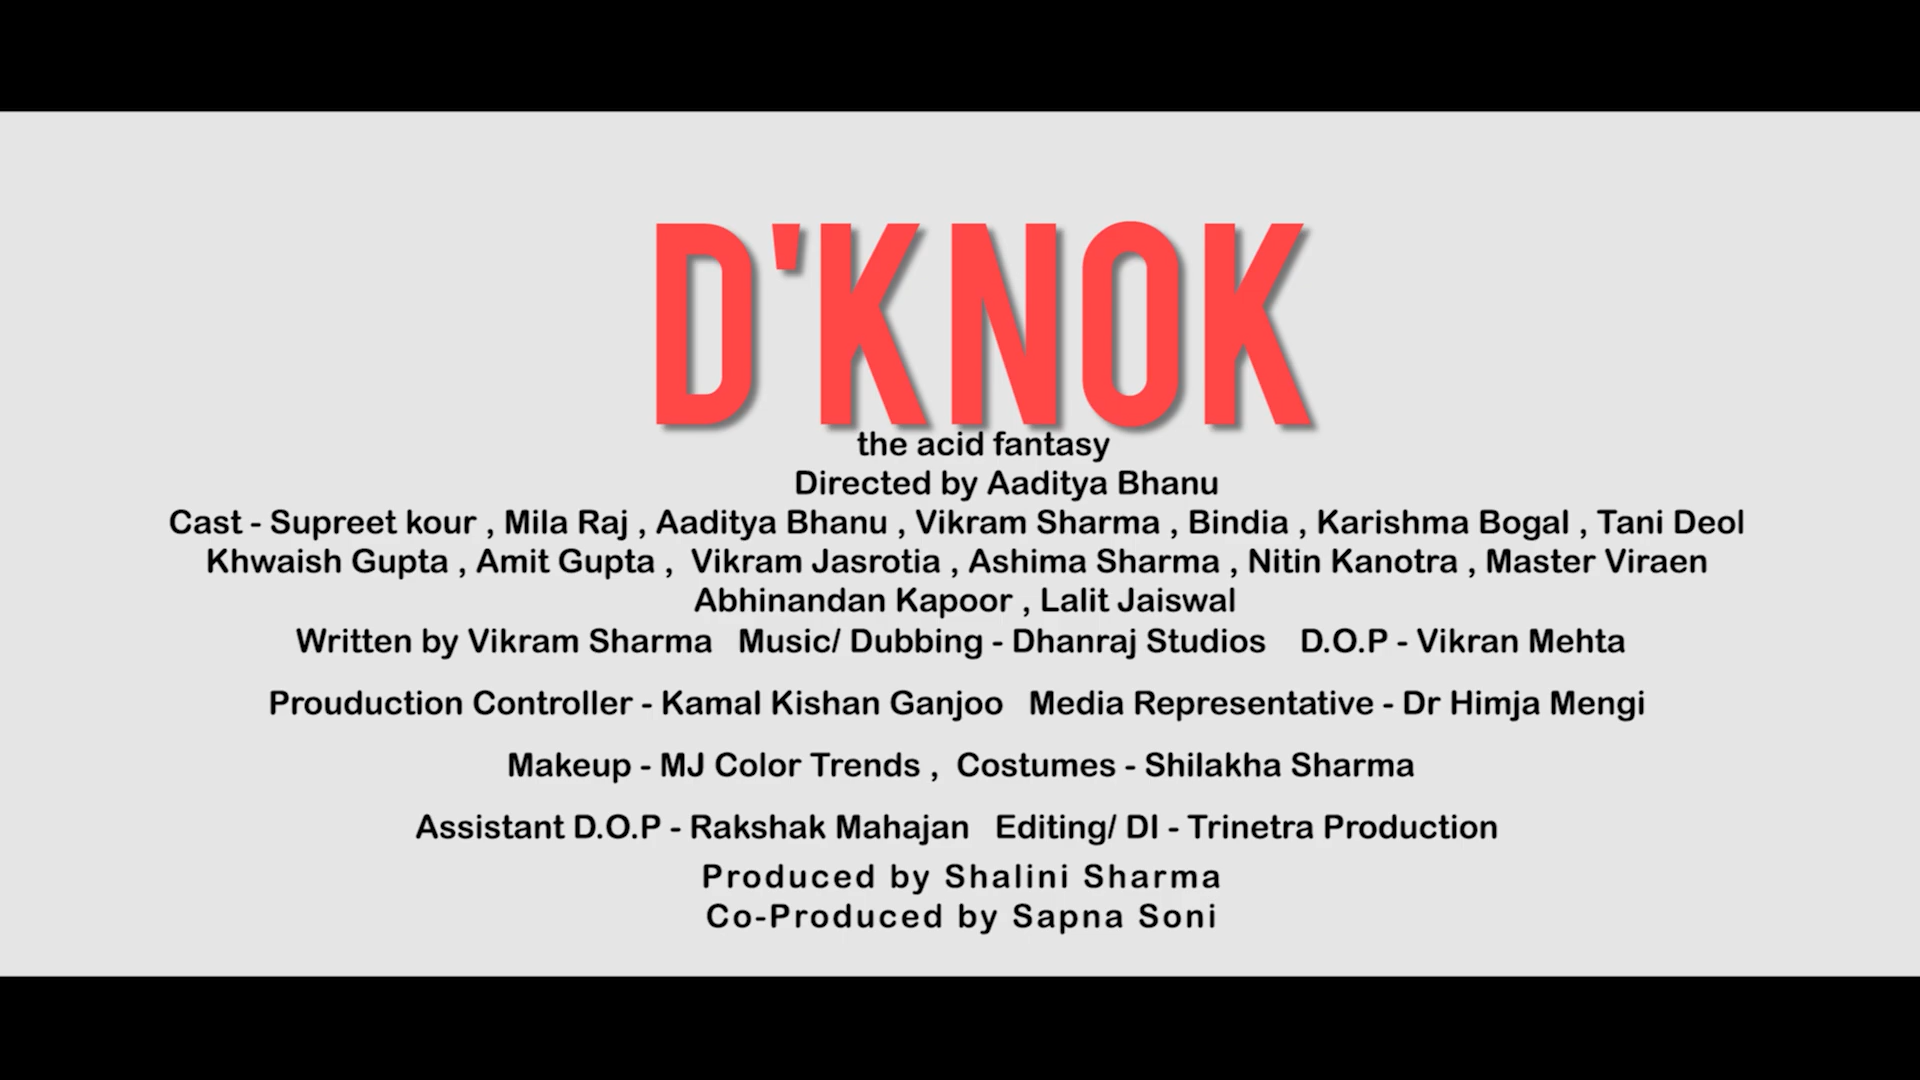 D'KNOK
the acid fantasy
Directed by Aaditya Bhanu
Cast - Supreet kour , Mila Raj , Aaditya Bhanu , Vikram Sharma , Bindia , Karishma Bogal , Tani Deol
Khwaish Gupta , Amit Gupta , Vikram Jasrotia , Ashima Sharma , Nitin Kanotra , Master Viraen
Abhinandan Kapoor , Lalit Jaiswal
Written by Vikram Sharma Music/ Dubbing - Dhanraj Studios D.O.P - Vikran Mehta
Prouduction Controller - Kamal Kishan Ganjoo Media Representative - Dr Himja Mengi
Makeup - MJ Color Trends , Costumes - Shilakha Sharma
Assistant D.O.P - Rakshak Mahajan Editing/ DI - Trinetra Production
Produced by Shalini Sharma
Co-Produced by Sapna Soni